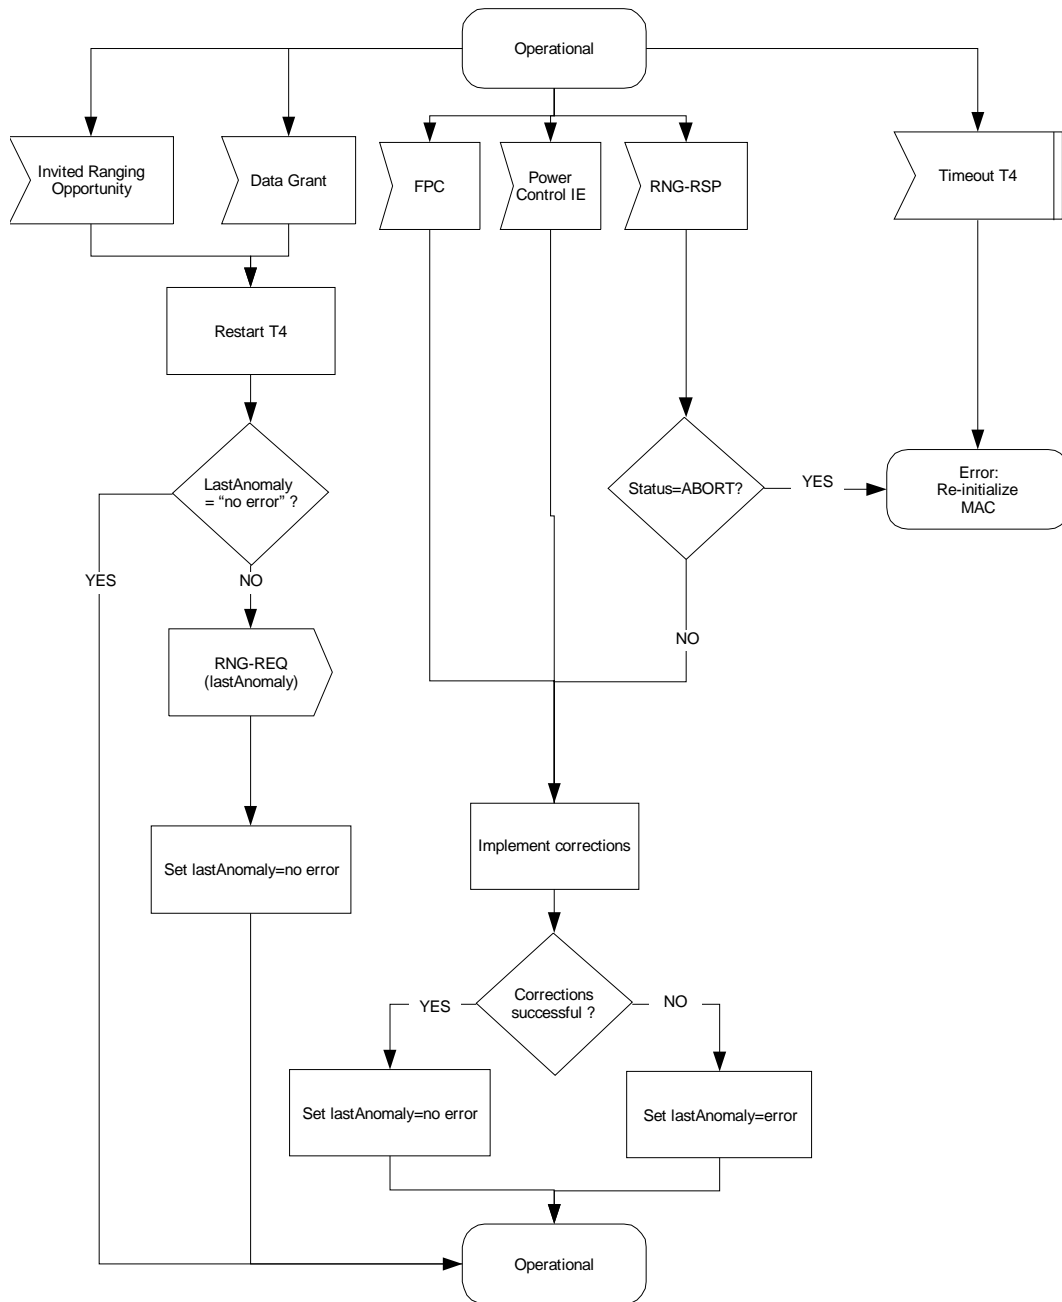 Operational
Invited Ranging
Opportunity
Data Grant
FPC
Power
Control IE
RNG-RSP
Timeout T4
Restart T4
LastAnomaly
= “no error” ?
Status=ABORT?
YES
Error:
Re-initialize
MAC
YES
NO
NO
RNG-REQ
(lastAnomaly)
Implement corrections
Set lastAnomaly=no error
Corrections
successful ?
YES
NO
Set lastAnomaly=no error
Set lastAnomaly=error
Operational